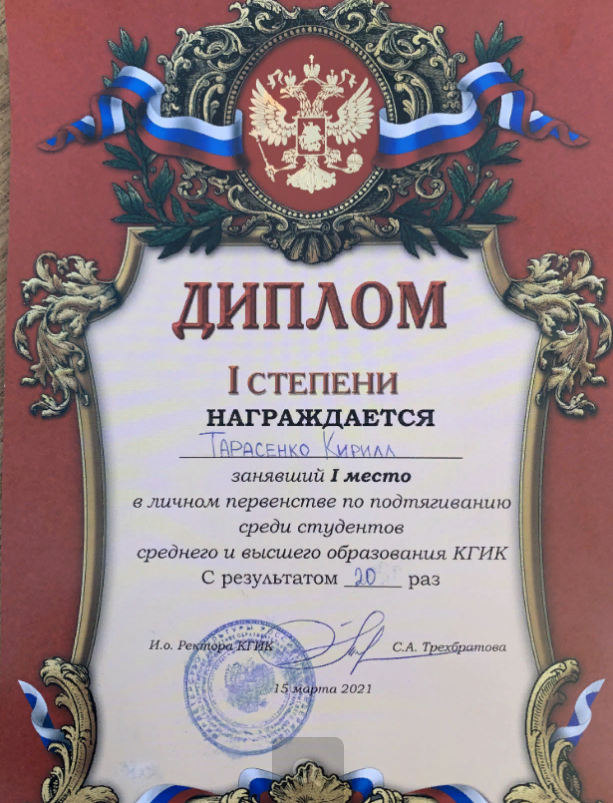 ДИПЛОМ
I СТЕПЕНИ
НАГРАЖДАЕТСЯ
ТАРАСЕНКО КИРИЛЛ
занявший I место
в личном первенстве по подтягиванию
среди студентов
среднего и высшего образования КГИК
С результатом 20 раз
И.о. Ректора КГИК С.А. Трехбратова
15 марта 2021